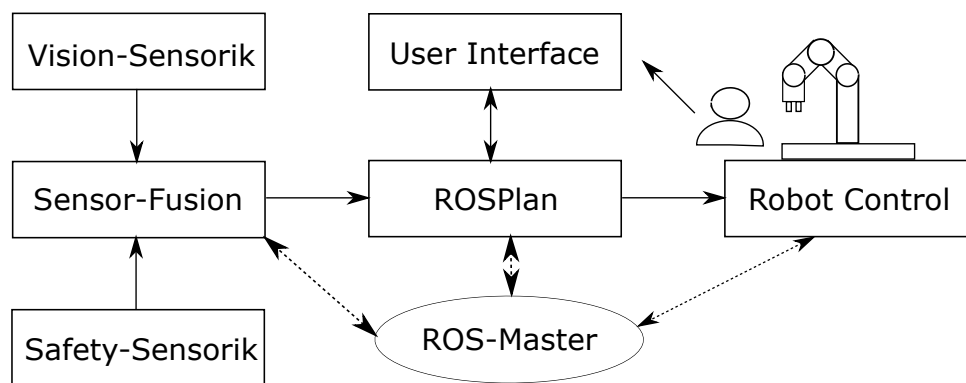 Vision-Sensorik
User Interface
Sensor-Fusion
ROSPlan
Robot Control
Safety-Sensorik
ROS-Master